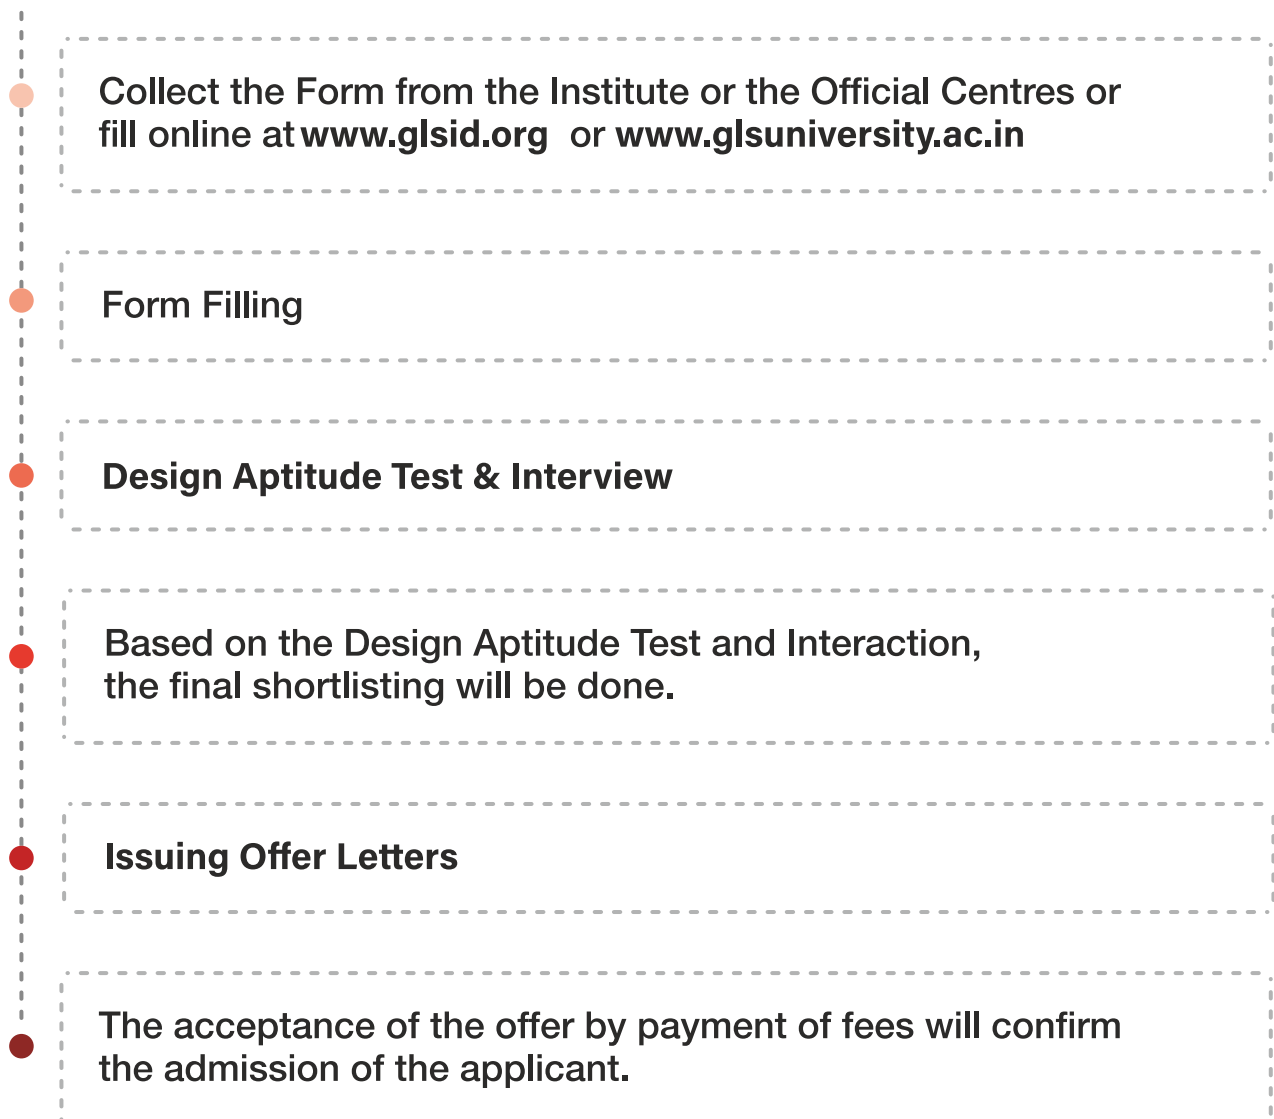 Collect the Form from the Institute or the Official Centres or
fill online at www.glsid.org or www.glsuniversity.ac.in
Form Filling
Design Aptitude Test & Interview
Based on the Design Aptitude Test and Interaction,
the final shortlisting will be done.
Issuing Offer Letters
The acceptance of the offer by payment of fees will confirm
the admission of the applicant.